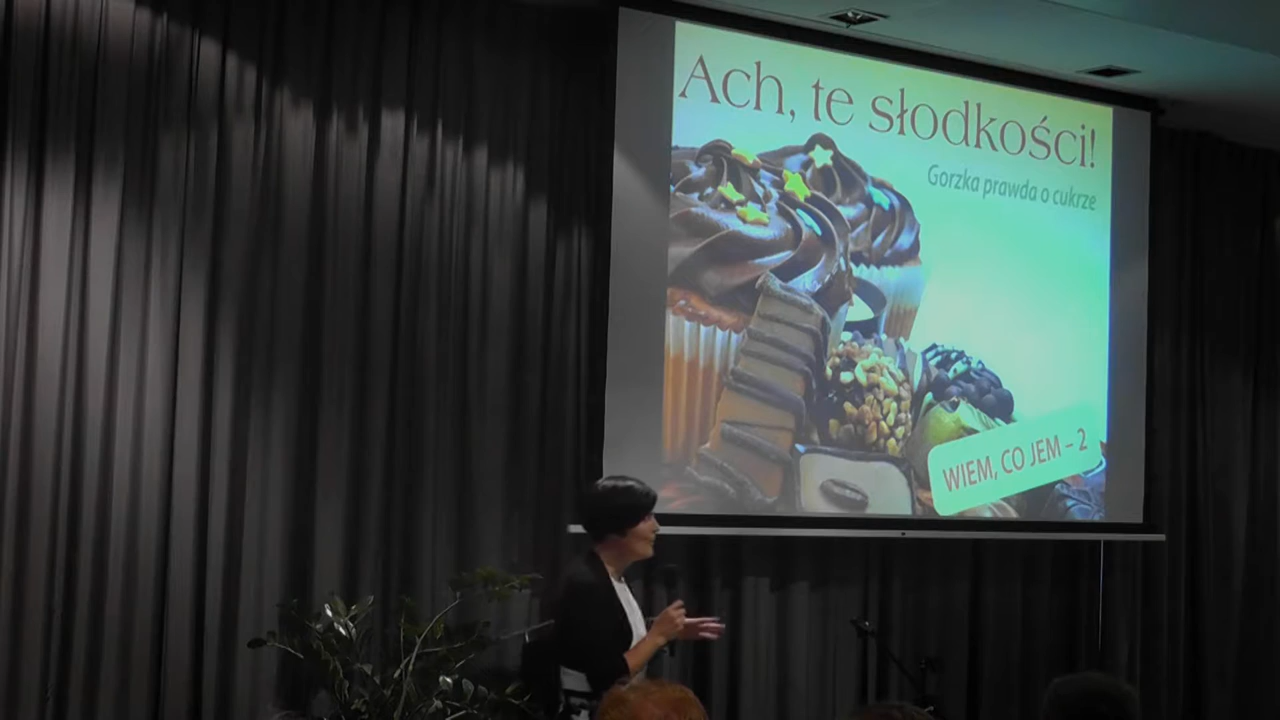 Ach, te słodkości!
Gorzka prawda o cukrze
WIEM, CO JEM – 2